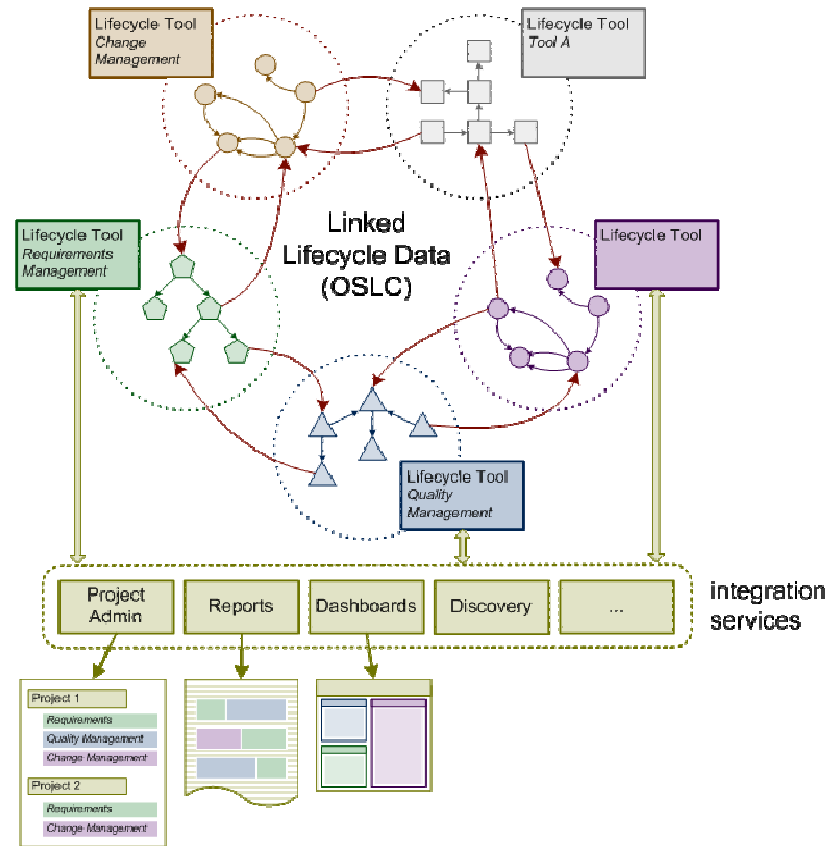 Lifecycle Tool
Change
Management
Lifecycle Tool
Tool A
Linked
Lifecycle Data
(OSLC)
Lifecycle Tool
Requirements
Management
Lifecycle Tool
Lifecycle Tool
Quality
Management
Project
Admin
Reports
Dashboards
Discovery
...
integration
services
Project 1
Requirements
Quality Management
Change Management
Project 2
Requirements
Change Management